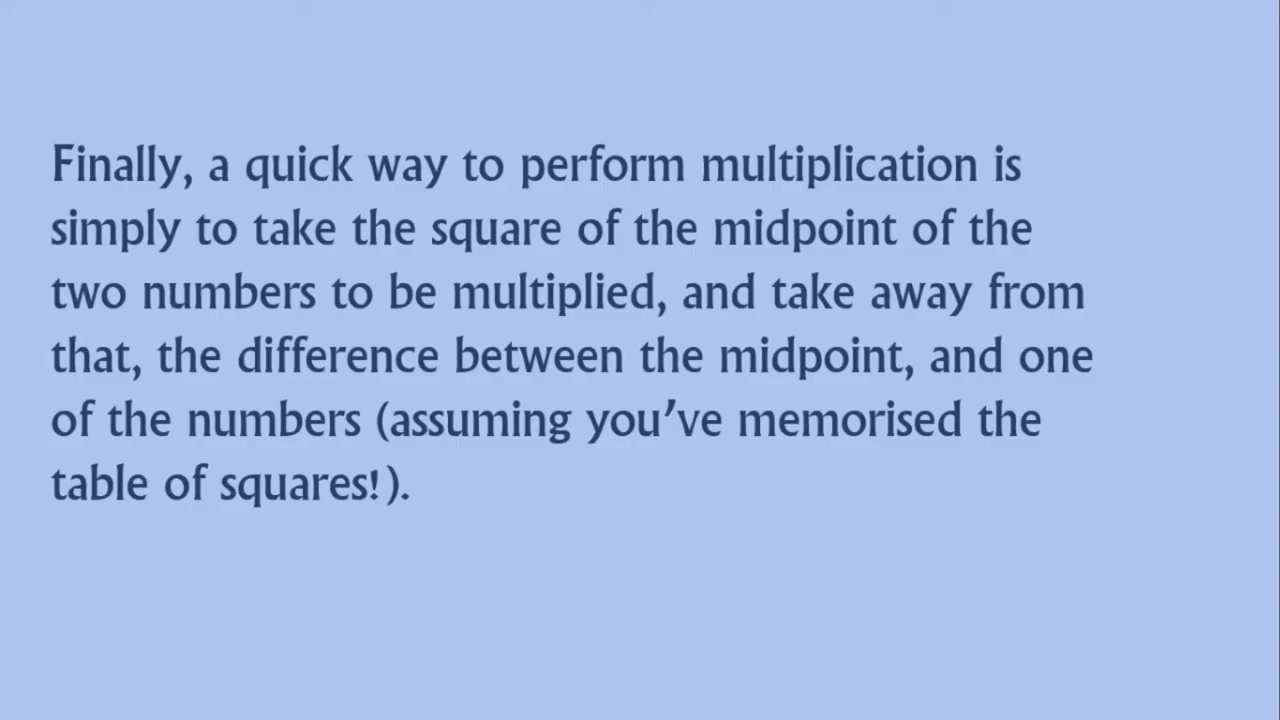 Finally, a quick way to perform multiplication is
simply to take the square of the midpoint of the
two numbers to be multiplied, and take away from
that, the difference between the midpoint, and one
of the numbers (assuming you’ve memorised the
table of squares!).